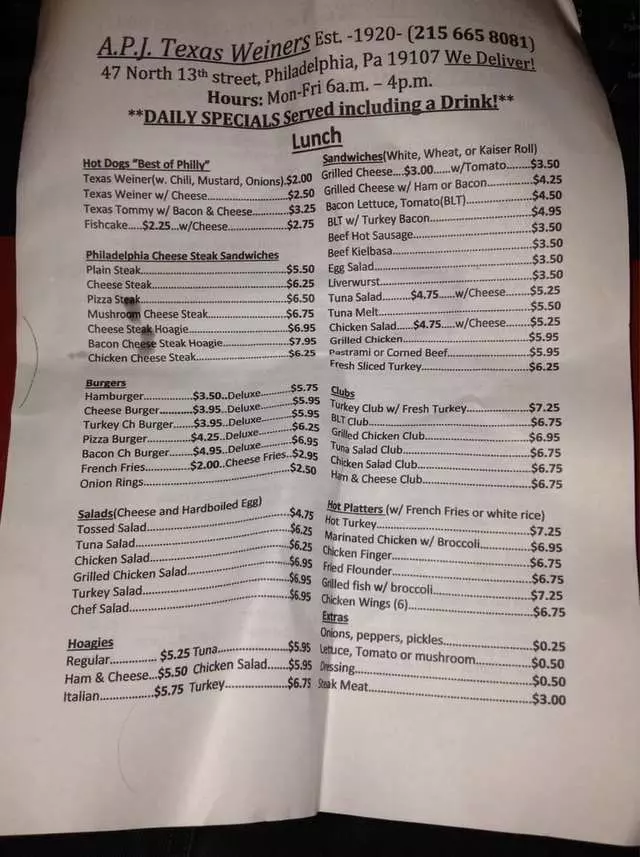 A.P.J. Texas Weiners Est. -1920- (215 665 8081)
47 North 13th street, Philadelphia, Pa 19107 We Deliver!
Hours: Mon-Fri 6a.m. – 4p.m.
**DAILY SPECIALS Served including a Drink!**
Lunch
Hot Dogs "Best of Philly"
Texas Weiner(w. Chili, Mustard, Onions).$2.00
Texas Weiner w/ Cheese..................$2.50
Texas Tommy w/ Bacon & Cheese..........$3.25
Fishcake.....$2.25...w/Cheese...............$2.75
Philadelphia Cheese Steak Sandwiches
Plain Steak....................................$5.50
Cheese Steak.................................$6.25
Pizza Steak....................................$6.50
Mushroom Cheese Steak..................$6.75
Cheese Steak Hoagie.......................$6.95
Bacon Cheese Steak Hoagie..............$7.95
Chicken Cheese Steak.....................$6.25
Burgers
Hamburger..............$3.50..Deluxe..........$5.75
Cheese Burger..........$3.95..Deluxe..........$5.95
Turkey Ch Burger.......$3.95..Deluxe..........$5.95
Pizza Burger............$4.25..Deluxe..........$6.25
Bacon Ch Burger.......$4.95..Deluxe..........$6.95
French Fries............$2.00..Cheese Fries..$2.95
Onion Rings....................................$2.50
Salads(Cheese and Hardboiled Egg)
Tossed Salad..................................$4.75
Tuna Salad....................................$6.25
Chicken Salad................................$6.25
Grilled Chicken Salad.......................$6.95
Turkey Salad..................................$6.95
Chef Salad....................................$6.95
Hoagies
Regular............. $5.25 Tuna..................$5.95
Ham & Cheese...$5.50 Chicken Salad......$5.95
Italian...............$5.75 Turkey................$6.75
Sandwiches(White, Wheat, or Kaiser Roll)
Grilled Cheese....$3.00......w/Tomato........$3.50
Grilled Cheese w/ Ham or Bacon............$4.25
Bacon Lettuce, Tomato(BLT)..................$4.50
BLT w/ Turkey Bacon...........................$4.95
Beef Hot Sausage...............................$3.50
Beef Kielbasa....................................$3.50
Egg Salad.........................................$3.50
Liverwurst........................................$3.50
Tuna Salad........$4.75.....w/Cheese.......$5.25
Tuna Melt.........................................$5.50
Chicken Salad.....$4.75.....w/Cheese.......$5.25
Grilled Chicken..................................$5.95
Pastrami or Corned Beef......................$5.95
Fresh Sliced Turkey............................$6.25
Clubs
Turkey Club w/ Fresh Turkey.................$7.25
BLT Club..........................................$6.75
Grilled Chicken Club...........................$6.95
Tuna Salad Club................................$6.75
Chicken Salad Club............................$6.75
Ham & Cheese Club...........................$6.75
Hot Platters (w/ French Fries or white rice)
Hot Turkey.......................................$7.25
Marinated Chicken w/ Broccoli..............$6.95
Chicken Finger..................................$6.75
Fried Flounder..................................$6.75
Grilled fish w/ broccoli........................$7.25
Chicken Wings (6)..............................$6.75
Extras
Onions, peppers, pickles......................$0.25
Lettuce, Tomato or mushroom...............$0.50
Dressing..........................................$0.50
Steak Meat.......................................$3.00